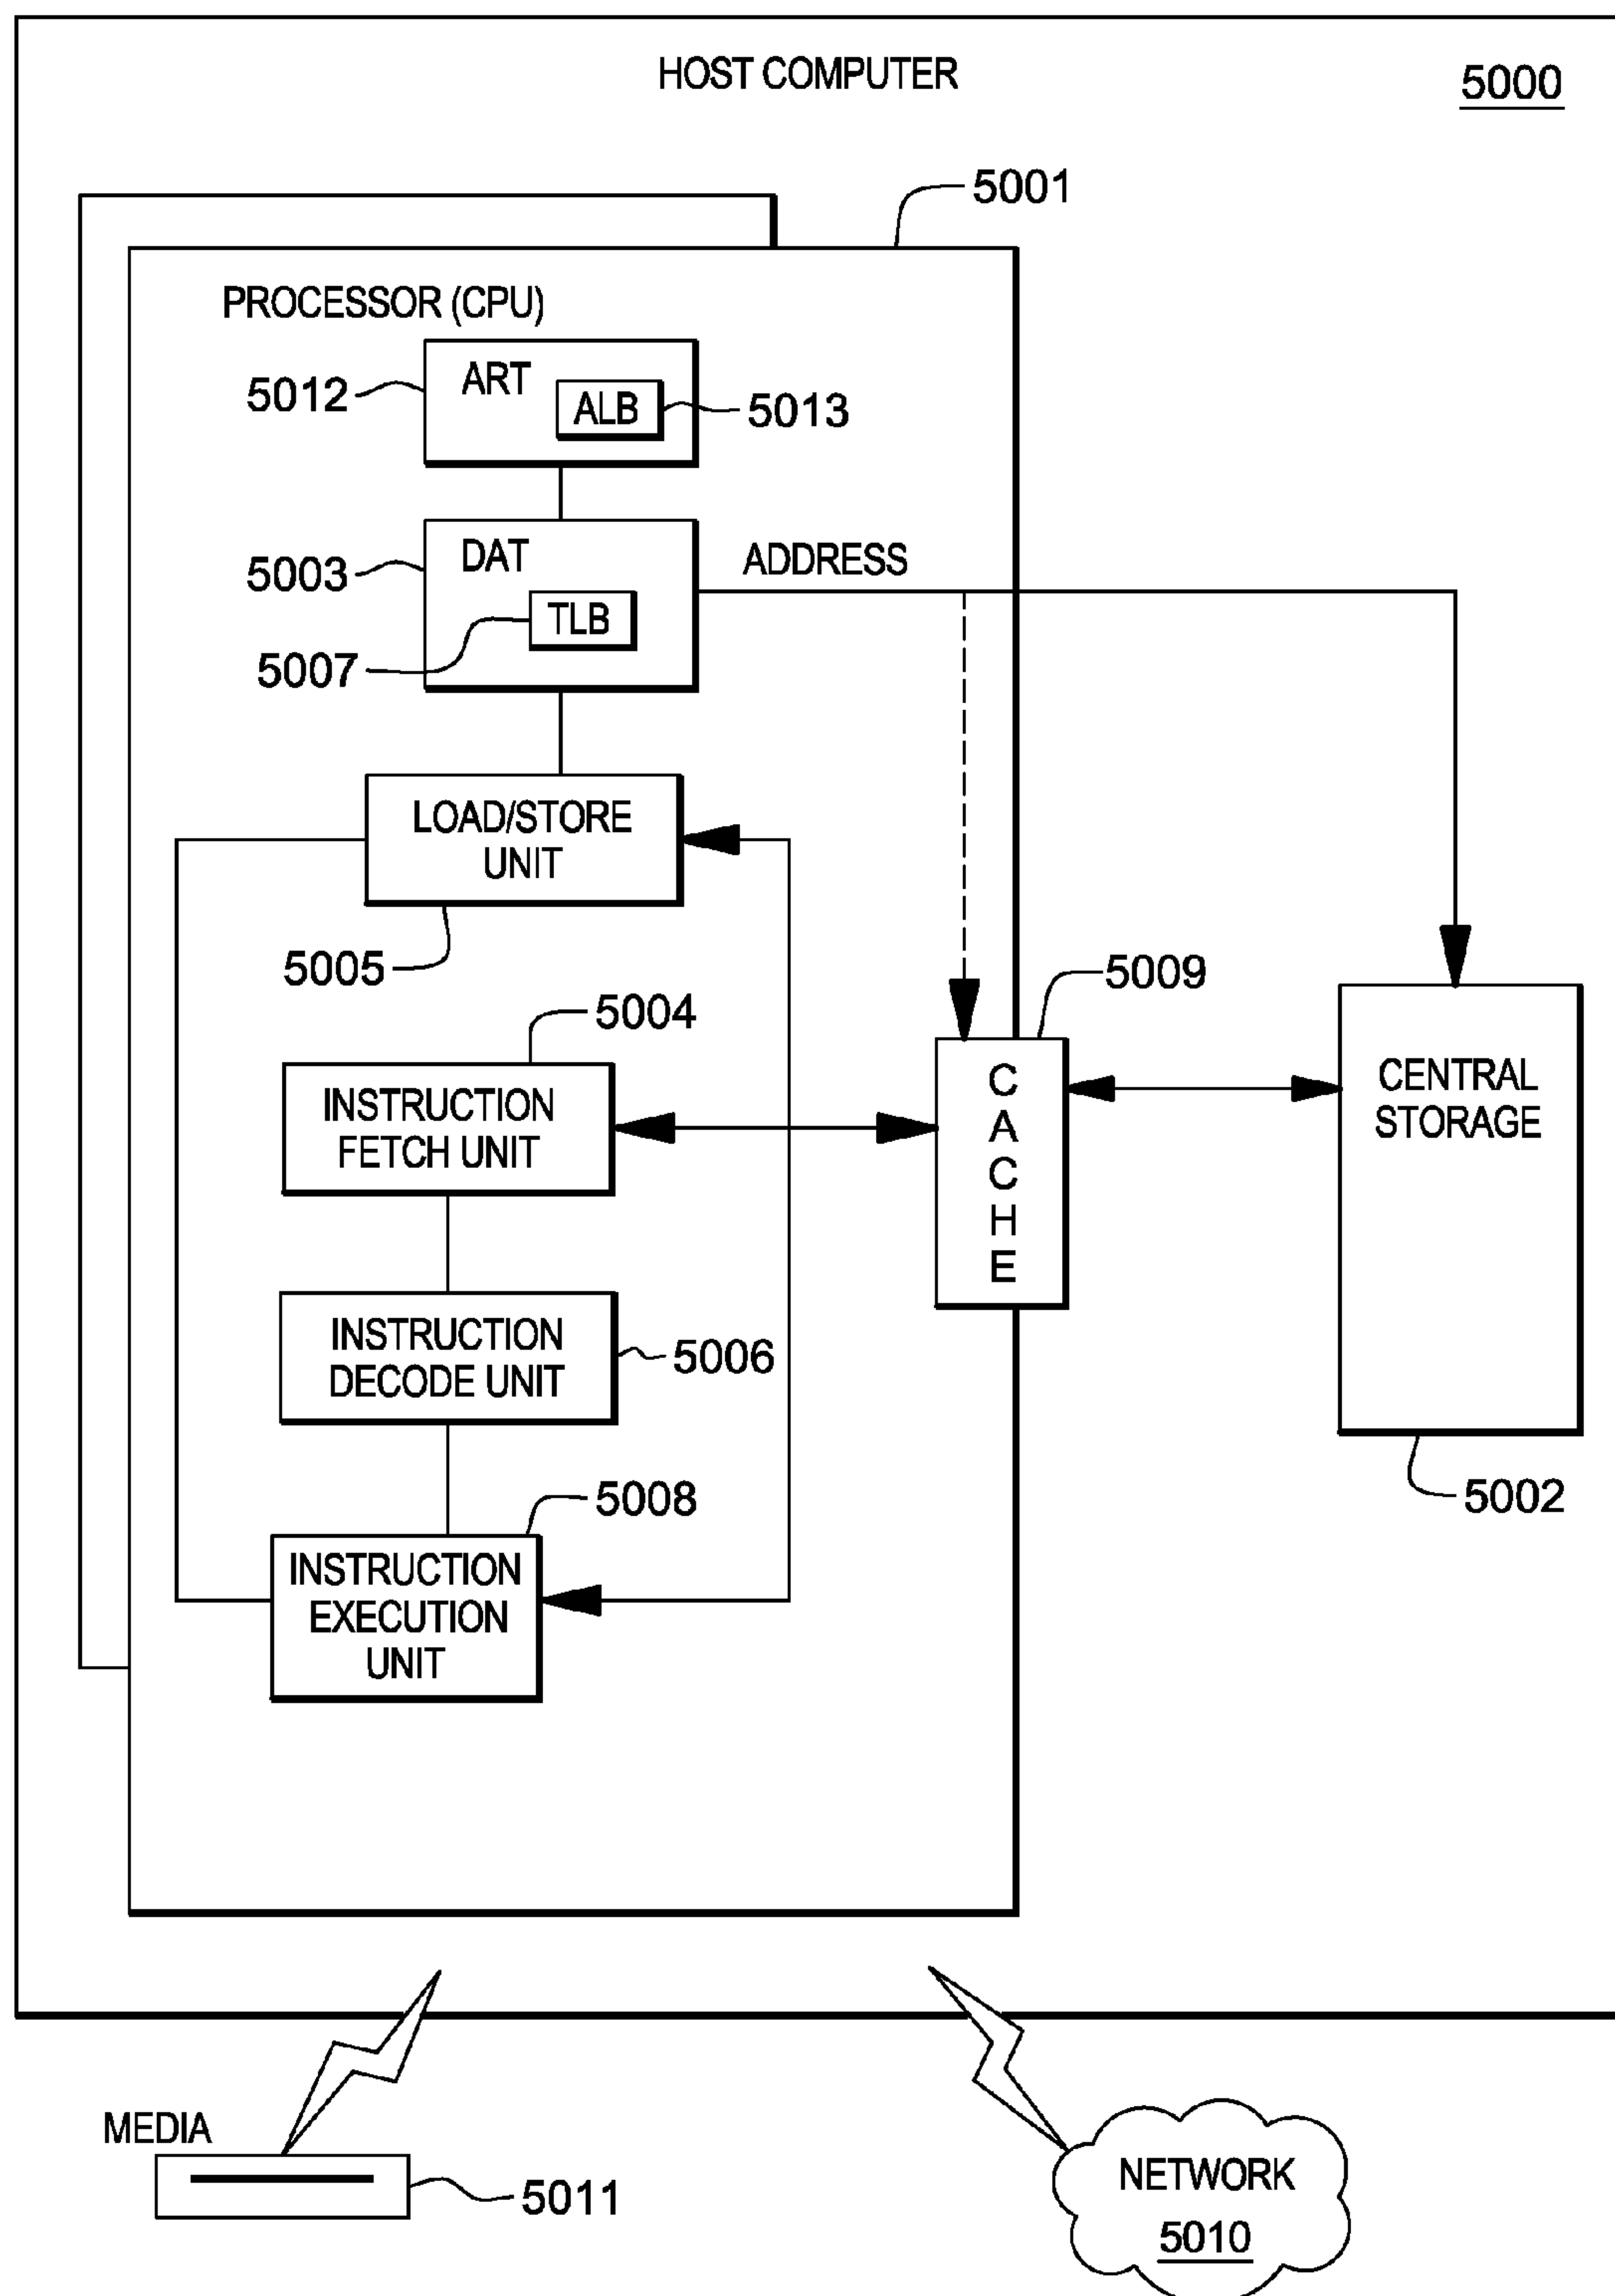 HOST COMPUTER
5000
5001
PROCESSOR (CPU)
ART
5012
ALB
5013
DAT
ADDRESS
5003
TLB
5007
LOAD/STORE
UNIT
5005
5009
5004
CACHE
CENTRAL
STORAGE
INSTRUCTION
FETCH UNIT
INSTRUCTION
DECODE UNIT
5006
5002
5008
INSTRUCTION
EXECUTION
UNIT
MEDIA
5011
NETWORK
5010